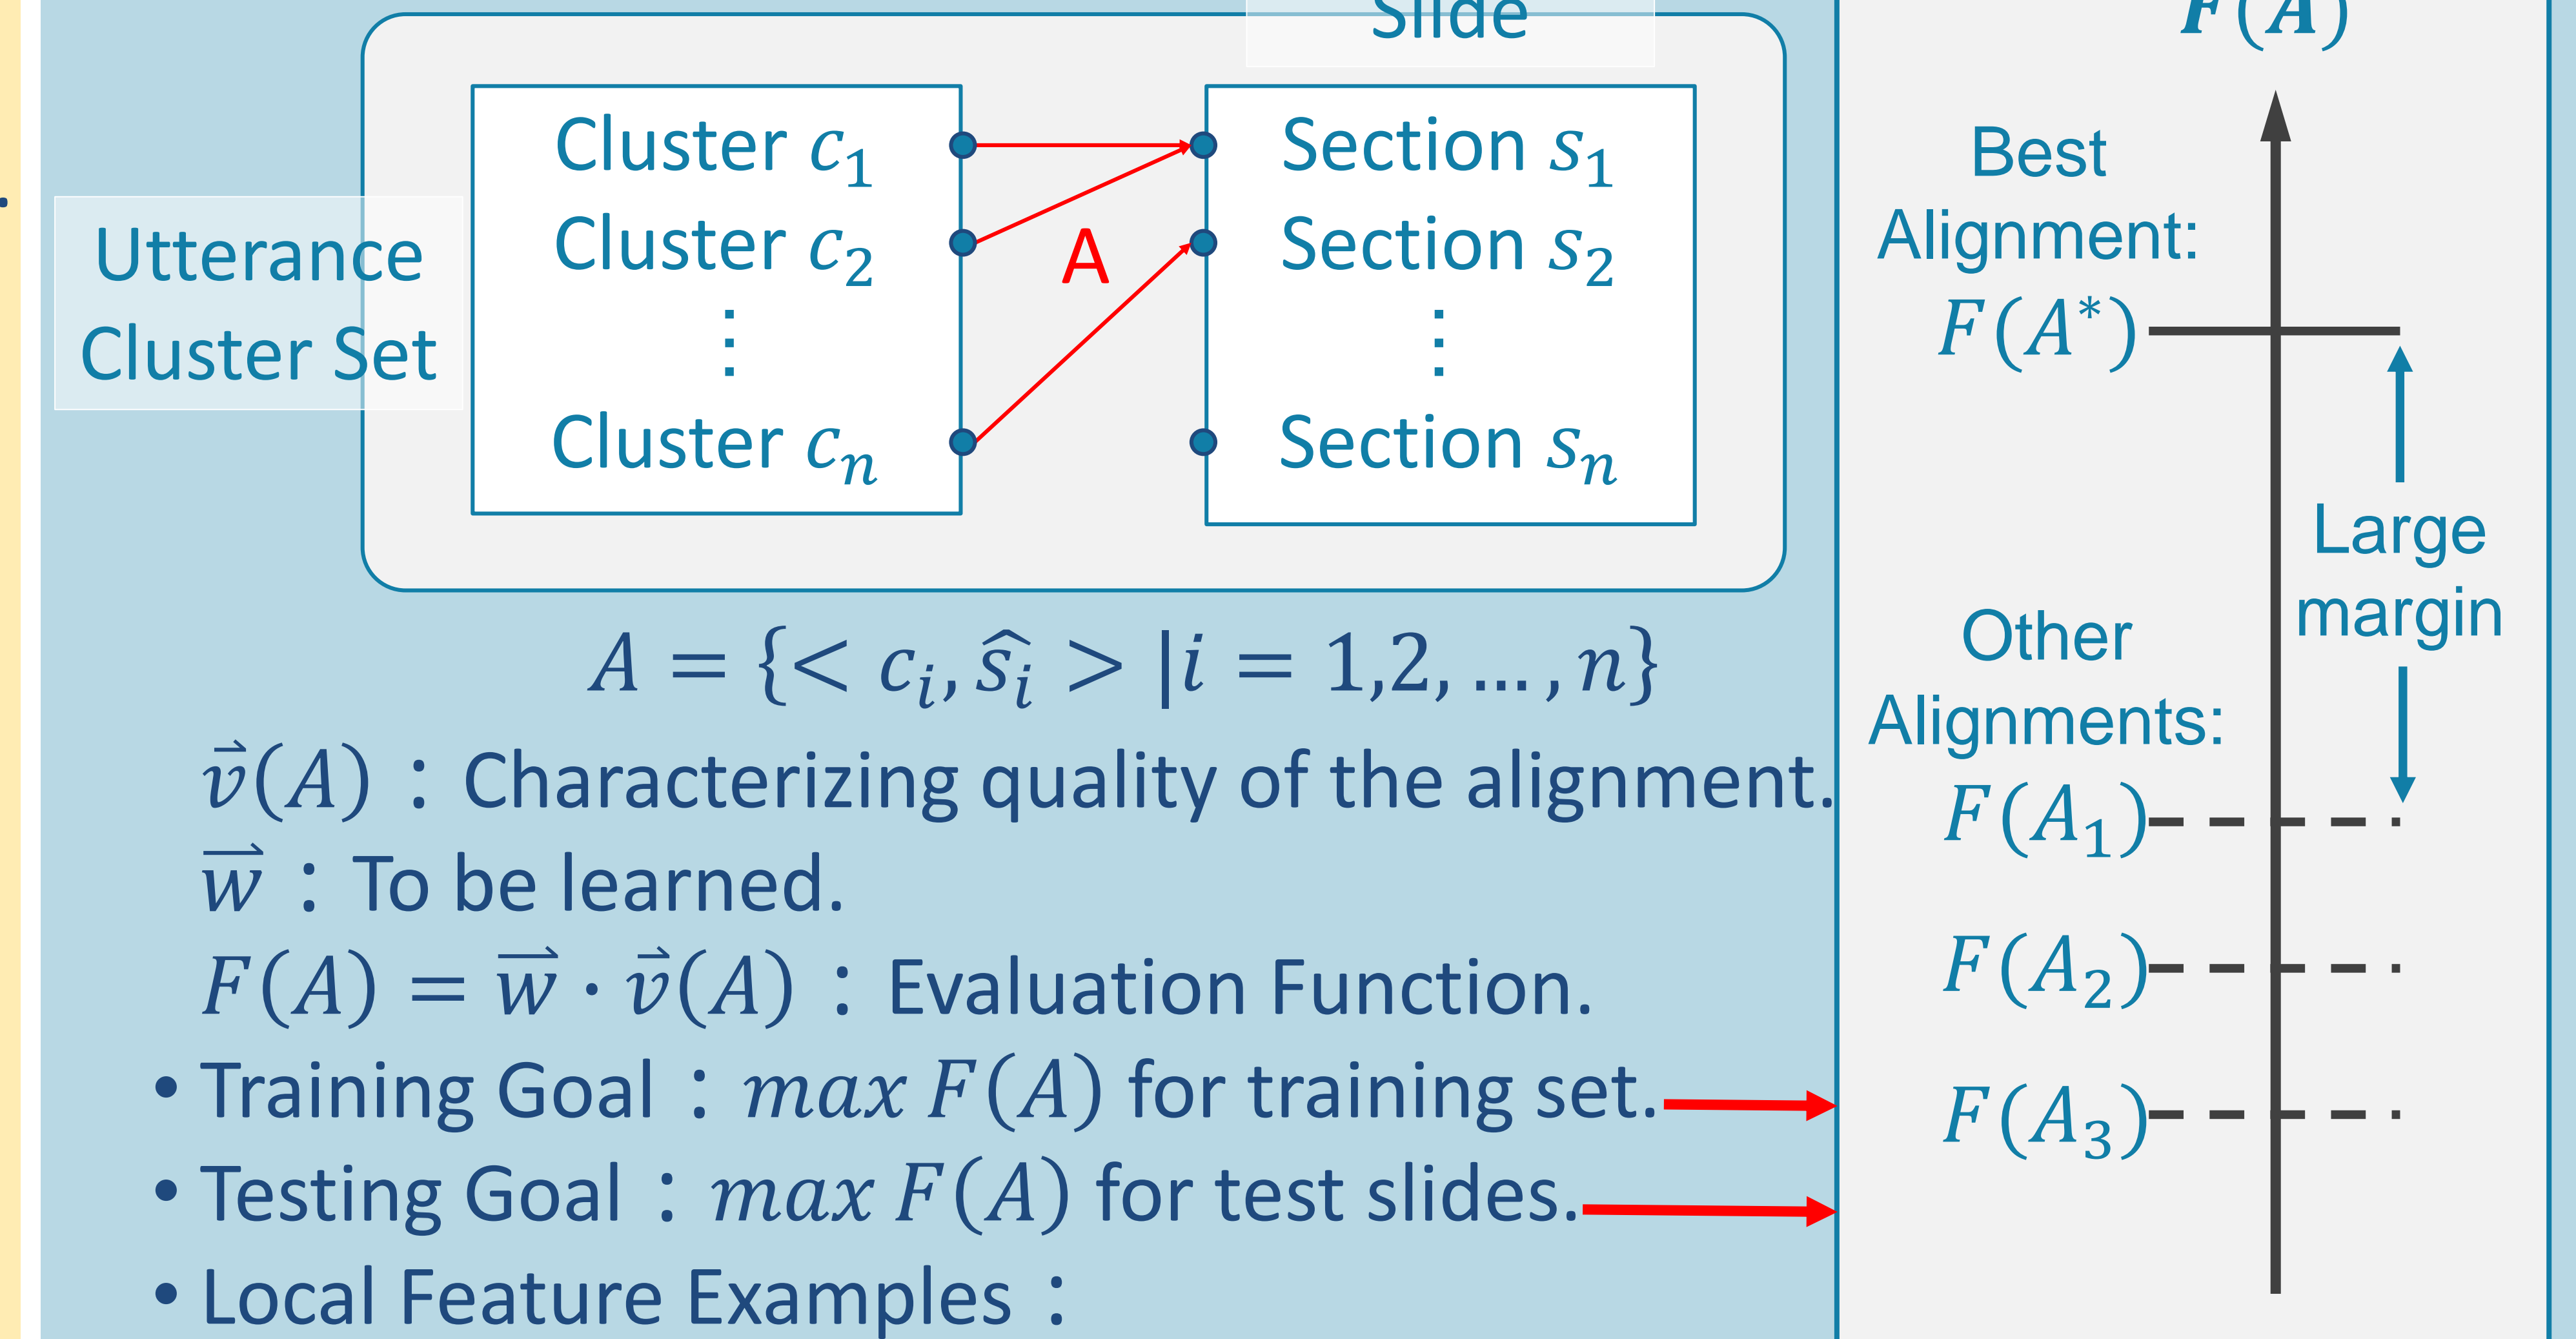 Slide
Utterance
Cluster Set
Cluster c₁
Cluster c₂
⋮
Cluster cₙ
A
Section s₁
Section s₂
⋮
Section sₙ
A = {< cᵢ, ŝᵢ > |i = 1,2, … , n}
v⃗(A)：Characterizing quality of the alignment.
w⃗：To be learned.
F(A) = w⃗ · v⃗(A)：Evaluation Function.
• Training Goal：max F(A) for training set.
• Testing Goal：max F(A) for test slides.
• Local Feature Examples：
F(A)
Best
Alignment:
F(A*)
Large
margin
Other
Alignments:
F(A₁)
F(A₂)
F(A₃)